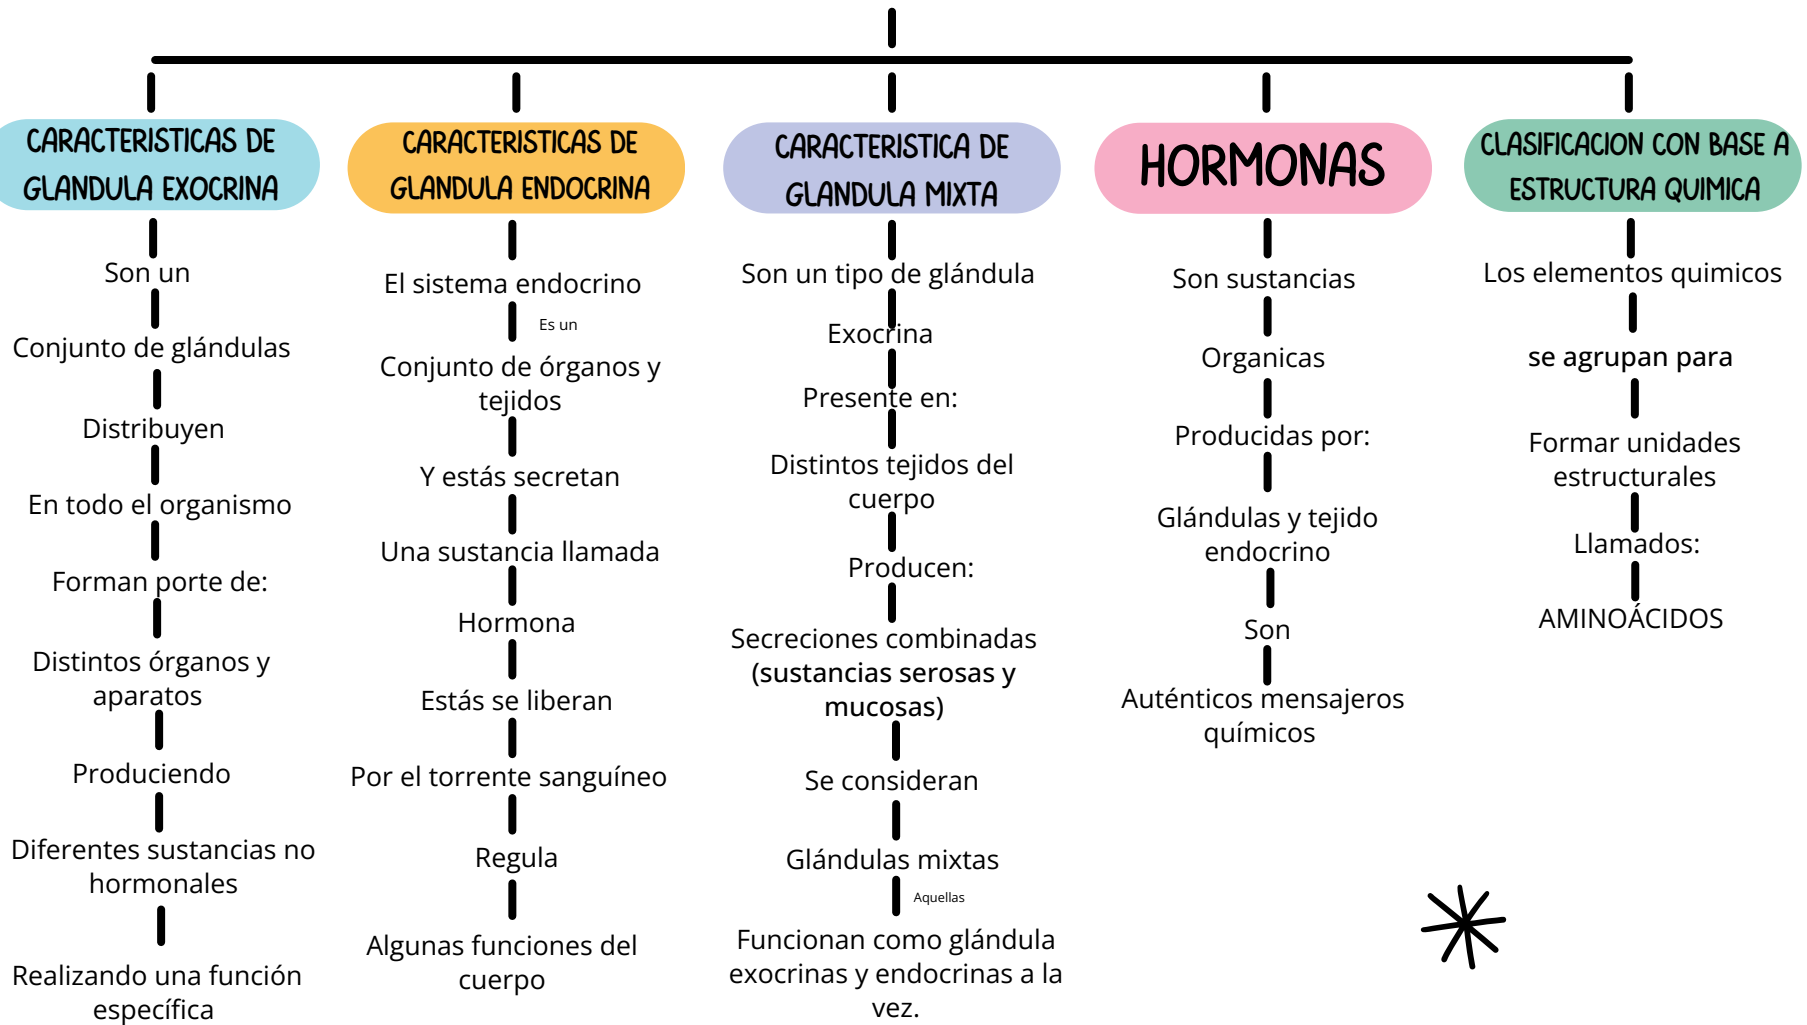 CARACTERISTICAS DE
GLANDULA EXOCRINA
Son un
Conjunto de glándulas
Distribuyen
En todo el organismo
Forman porte de:
Distintos órganos y
aparatos
Produciendo
Diferentes sustancias no
hormonales
Realizando una función
específica
CARACTERISTICAS DE
GLANDULA ENDOCRINA
El sistema endocrino
Es un
Conjunto de órganos y
tejidos
Y estás secretan
Una sustancia llamada
Hormona
Estás se liberan
Por el torrente sanguíneo
Regula
Algunas funciones del
cuerpo
CARACTERISTICA DE
GLANDULA MIXTA
Son un tipo de glándula
Exocrina
Presente en:
Distintos tejidos del
cuerpo
Producen:
Secreciones combinadas
(sustancias serosas y
mucosas)
Se consideran
Glándulas mixtas
Aquellas
Funcionan como glándula
exocrinas y endocrinas a la
vez.
HORMONAS
Son sustancias
Organicas
Producidas por:
Glándulas y tejido
endocrino
Son
Auténticos mensajeros
químicos
CLASIFICACION CON BASE A
ESTRUCTURA QUIMICA
Los elementos quimicos
se agrupan para
Formar unidades
estructurales
Llamados:
AMINOÁCIDOS